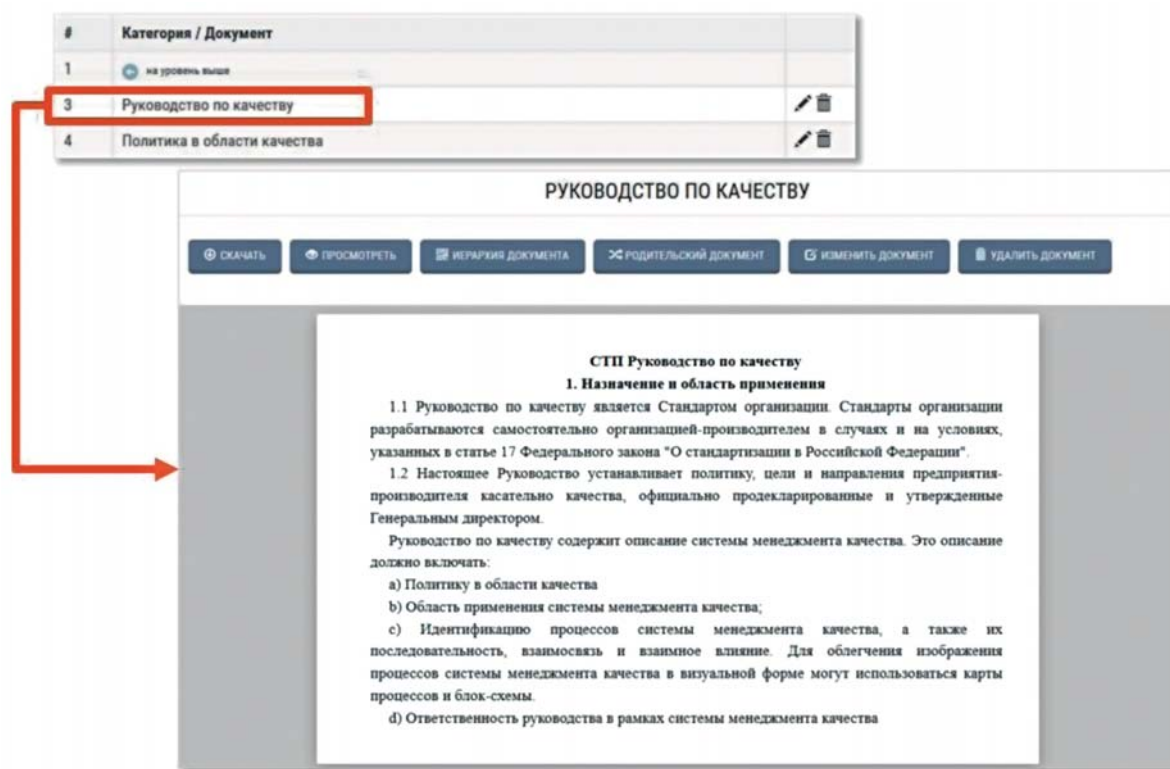 # Категория / Документ
1 на уровень выше
3 Руководство по качеству
4 Политика в области качества
РУКОВОДСТВО ПО КАЧЕСТВУ
СКАЧАТЬ ПРОСМОТРЕТЬ ИЕРАРХИЯ ДОКУМЕНТА РОДИТЕЛЬСКИЙ ДОКУМЕНТ ИЗМЕНИТЬ ДОКУМЕНТ УДАЛИТЬ ДОКУМЕНТ
СТП Руководство по качеству
1. Назначение и область применения
1.1 Руководство по качеству является Стандартом организации. Стандарты организации
разрабатываются самостоятельно организацией-производителем в случаях и на условиях,
указанных в статье 17 Федерального закона "О стандартизации в Российской Федерации".
1.2 Настоящее Руководство устанавливает политику, цели и направления предприятия-
производителя касательно качества, официально продекларированные и утвержденные
Генеральным директором.
Руководство по качеству содержит описание системы менеджмента качества. Это описание
должно включать:
a) Политику в области качества
b) Область применения системы менеджмента качества;
c) Идентификацию процессов системы менеджмента качества, а также их
последовательность, взаимосвязь и взаимное влияние. Для облегчения изображения
процессов системы менеджмента качества в визуальной форме могут использоваться карты
процессов и блок-схемы.
d) Ответственность руководства в рамках системы менеджмента качества